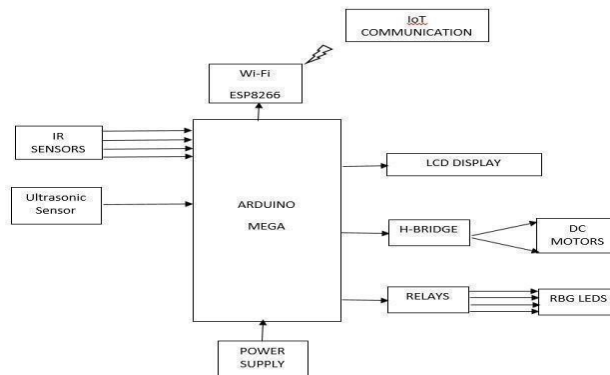 IoT
COMMUNICATION
Wi-Fi
ESP8266
IR
SENSORS
Ultrasonic
Sensor
ARDUINO
MEGA
LCD DISPLAY
H-BRIDGE
DC
MOTORS
RELAYS
RBG LEDS
POWER
SUPPLY